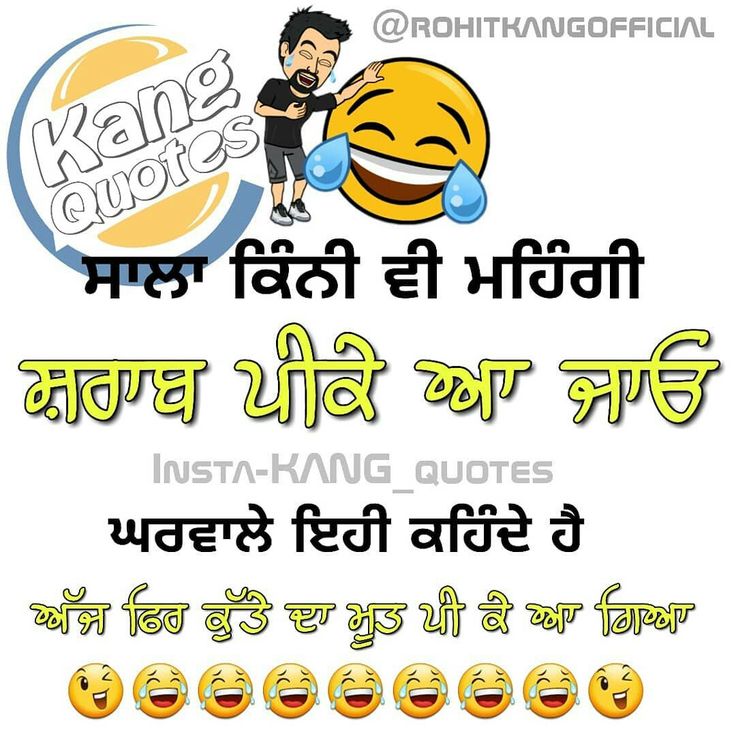 @ROHITKANGOFFICIAL
Kang
Quotes
ਸਾਲਾ ਕਿੰਨੀ ਵੀ ਮਹਿੰਗੀ
ਸ਼ਰਾਬ ਪੀਕੇ ਆ ਜਾਓ
INSTA-KANG_QUOTES
ਘਰਵਾਲੇ ਇਹੀ ਕਹਿੰਦੇ ਹੈ
ਅੱਜ ਫਿਰ ਕੁੱਤੇ ਦਾ ਮੂਤ ਪੀ ਕੇ ਆ ਗਿਆ